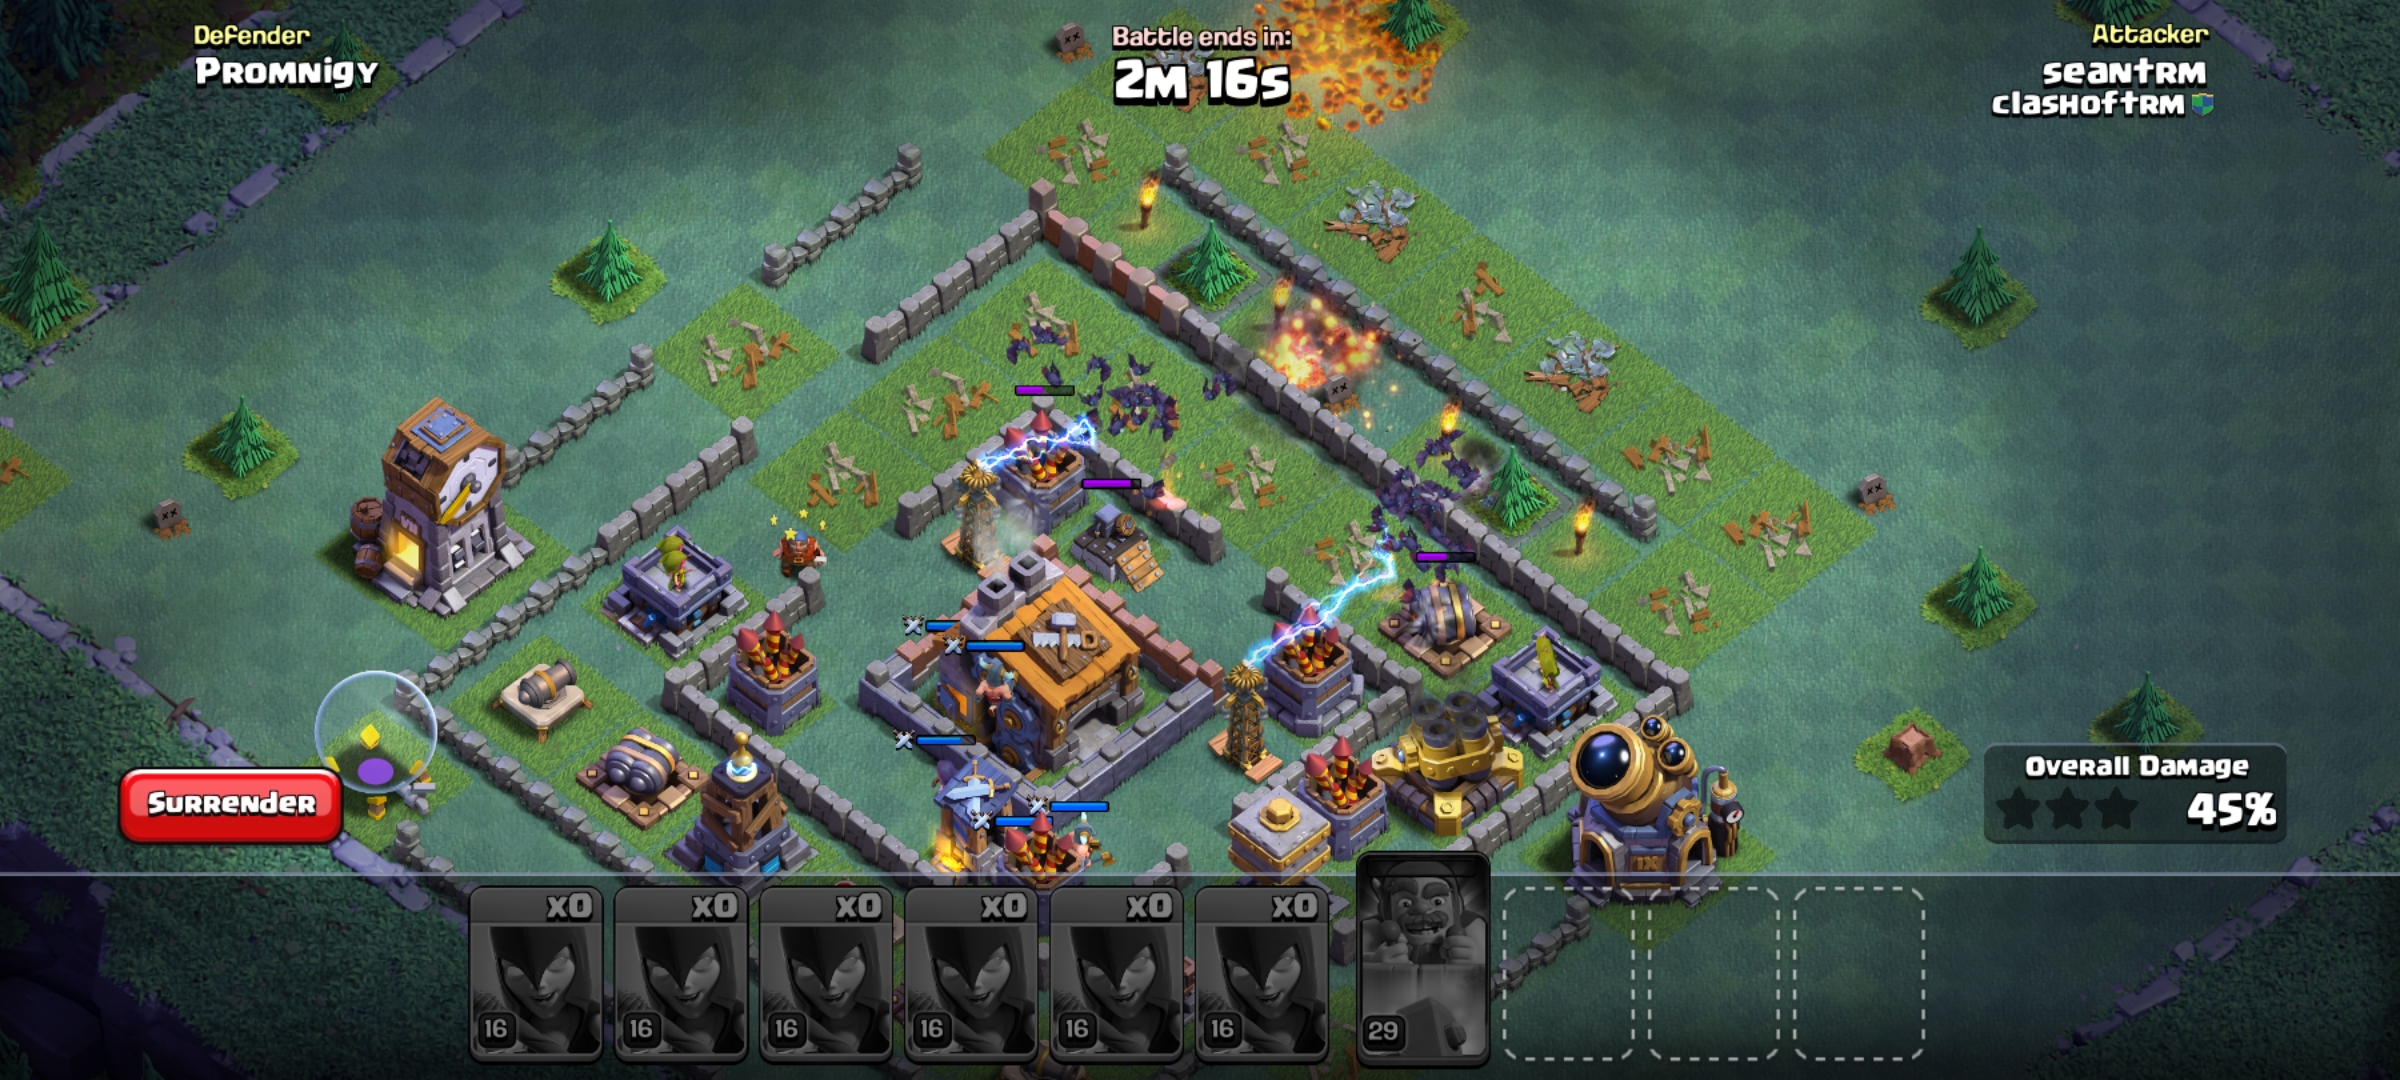 Defender
Promnigy
Battle ends in:
2m 16s
Attacker
seantrm
clashoftrm
Surrender
Overall Damage
45%
x0 x0 x0 x0 x0 x0
16 16 16 16 16 16 29